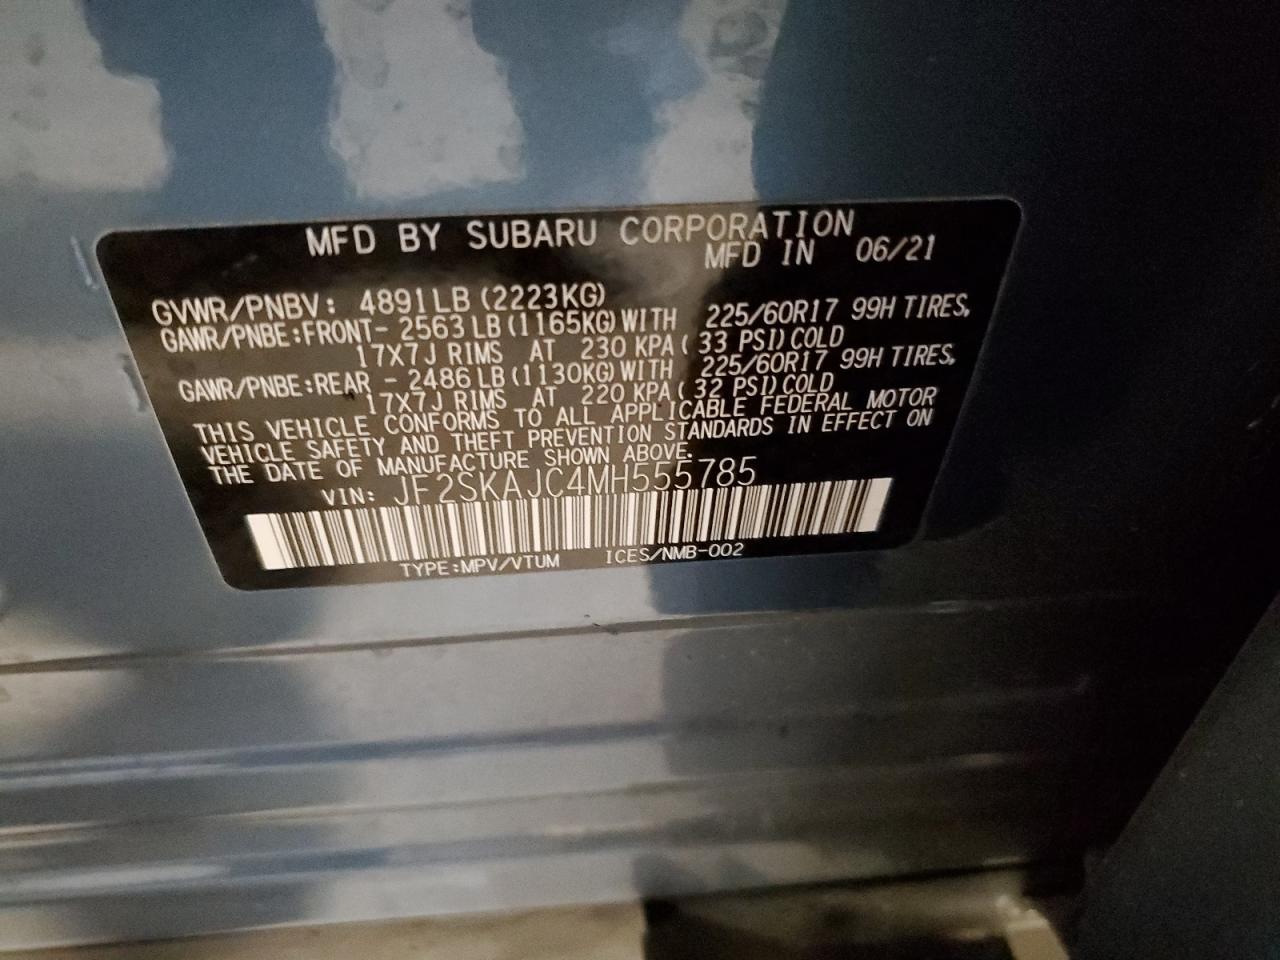 MFD BY SUBARU CORPORATION
MFD IN 06/21
GVWR/PNBV: 4891LB(2223KG)
GAWR/PNBE:FRONT- 2563LB(1165KG)WITH 225/60R17 99H TIRES,
17X7J RIMS AT 230 KPA( 33 PSI)COLD
GAWR/PNBE:REAR - 2486LB(1130KG)WITH 225/60R17 99H TIRES,
17X7J RIMS AT 220 KPA( 32 PSI)COLD
THIS VEHICLE CONFORMS TO ALL APPLICABLE FEDERAL MOTOR
VEHICLE SAFETY AND THEFT PREVENTION STANDARDS IN EFFECT ON
THE DATE OF MANUFACTURE SHOWN ABOVE.
VIN: JF2SKAJC4MH555785
TYPE:MPV/VTUM ICES/NMB-002